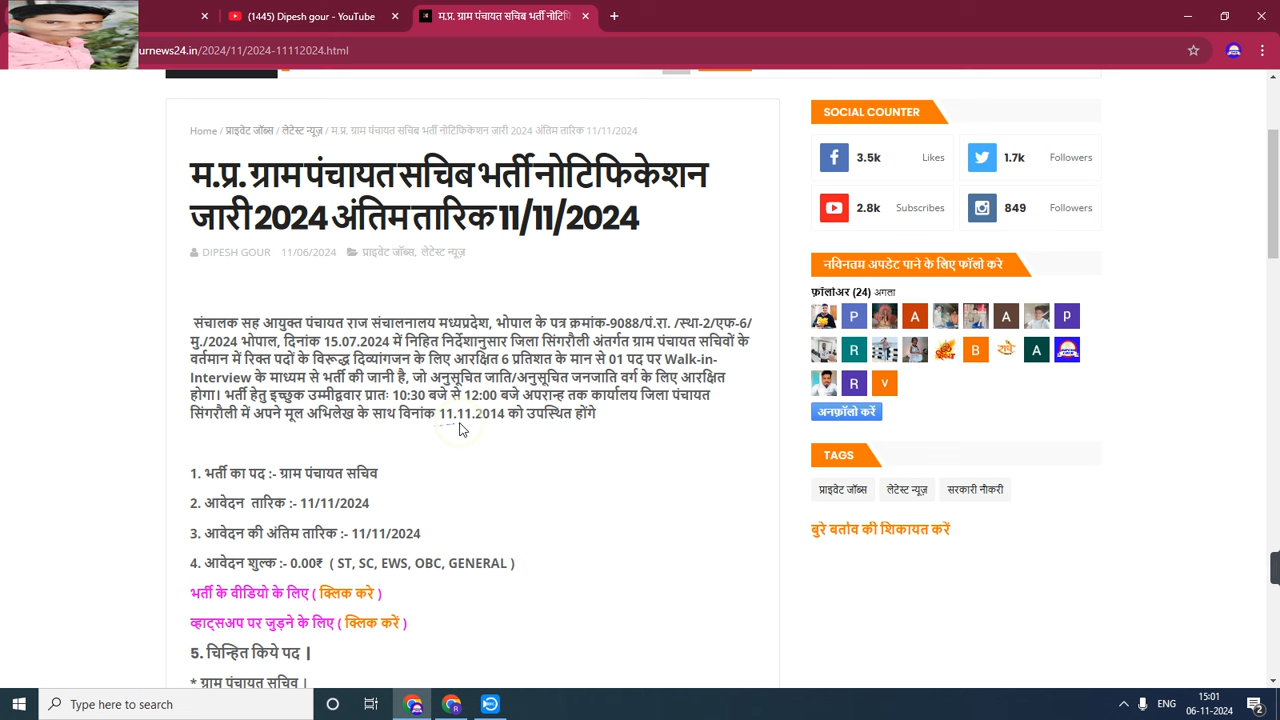 (1445) Dipesh gour - YouTube
म.प्र. ग्राम पंचायत सचिव भर्ती नोटिफि
urnews24.in/2024/11/2024-11112024.html
Home / प्राइवेट जॉब्स / लेटेस्ट न्यूज़ / म.प्र. ग्राम पंचायत सचिव भर्ती नोटिफिकेशन जारी 2024 अंतिम तारिक 11/11/2024
म.प्र. ग्राम पंचायत सचिव भर्ती नोटिफिकेशन
जारी 2024 अंतिम तारिक 11/11/2024
DIPESH GOUR 11/06/2024 प्राइवेट जॉब्स, लेटेस्ट न्यूज़
संचालक सह आयुक्त पंचायत राज संचालनालय मध्यप्रदेश, भोपाल के पत्र क्रमांक-9088/पं.रा. /स्था-2/एफ-6/
मु./2024 भोपाल, दिनांक 15.07.2024 में निहित निर्देशानुसार जिला सिंगरौली अंतर्गत ग्राम पंचायत सचिवों के
वर्तमान में रिक्त पदों के विरूद्ध दिव्यांगजन के लिए आरक्षित 6 प्रतिशत के मान से 01 पद पर Walk-in-
Interview के माध्यम से भर्ती की जानी है, जो अनुसूचित जाति/अनुसूचित जनजाति वर्ग के लिए आरक्षित
होगा। भर्ती हेतु इच्छुक उम्मीद्ववार प्रातः 10:30 बजे से 12:00 बजे अपरान्ह तक कार्यालय जिला पंचायत
सिंगरौली में अपने मूल अभिलेख के साथ विनांक 11.11.2014 को उपस्थित होंगे
1. भर्ती का पद :- ग्राम पंचायत सचिव
2. आवेदन तारिक :- 11/11/2024
3. आवेदन की अंतिम तारिक :- 11/11/2024
4. आवेदन शुल्क :- 0.00₹ ( ST, SC, EWS, OBC, GENERAL )
भर्ती के वीडियो के लिए ( क्लिक करे )
व्हाट्सअप पर जुड़ने के लिए ( क्लिक करें )
5. चिन्हित किये पद |
* ग्राम पंचायत सचिव |
SOCIAL COUNTER
3.5k Likes
1.7k Followers
2.8k Subscribes
849 Followers
नविनतम अपडेट पाने के लिए फॉलो करे
फ़ॉलोअर (24) अगला
P A A P
R राधे B A
R V
अनफ़ॉलो करें
TAGS
प्राइवेट जॉब्स लेटेस्ट न्यूज़ सरकारी नौकरी
बुरे बर्ताव की शिकायत करें
Type here to search
ENG
15:01
06-11-2024
2